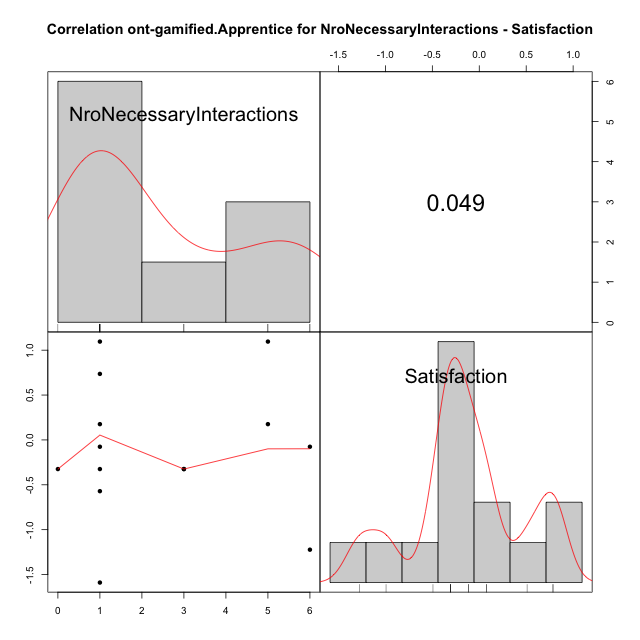 Correlation ont-gamified.Apprentice for NroNecessaryInteractions - Satisfaction
-1.5 -1.0 -0.5 0.0 0.5 1.0
NroNecessaryInteractions
0.049
6
5
4
3
2
1
0
Satisfaction
1.0
0.5
0.0
-0.5
-1.0
-1.5
0 1 2 3 4 5 6